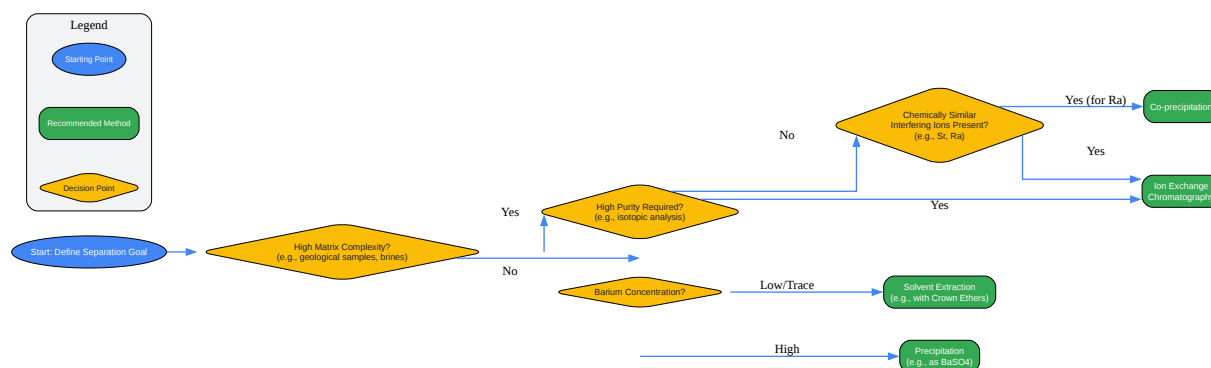 Legend
Starting Point
Recommended Method
Decision Point
Start: Define Separation Goal
High Matrix Complexity?
(e.g., geological samples, brines)
Yes
No
High Purity Required?
(e.g., isotopic analysis)
No
Yes
Chemically Similar
Interfering Ions Present?
(e.g., Sr, Ra)
Yes (for Ra)
Co-precipitation
Yes
Ion Exchange
Chromatography
Barium Concentration?
Low/Trace
Solvent Extraction
(e.g., with Crown Ethers)
High
Precipitation
(e.g., as BaSO4)